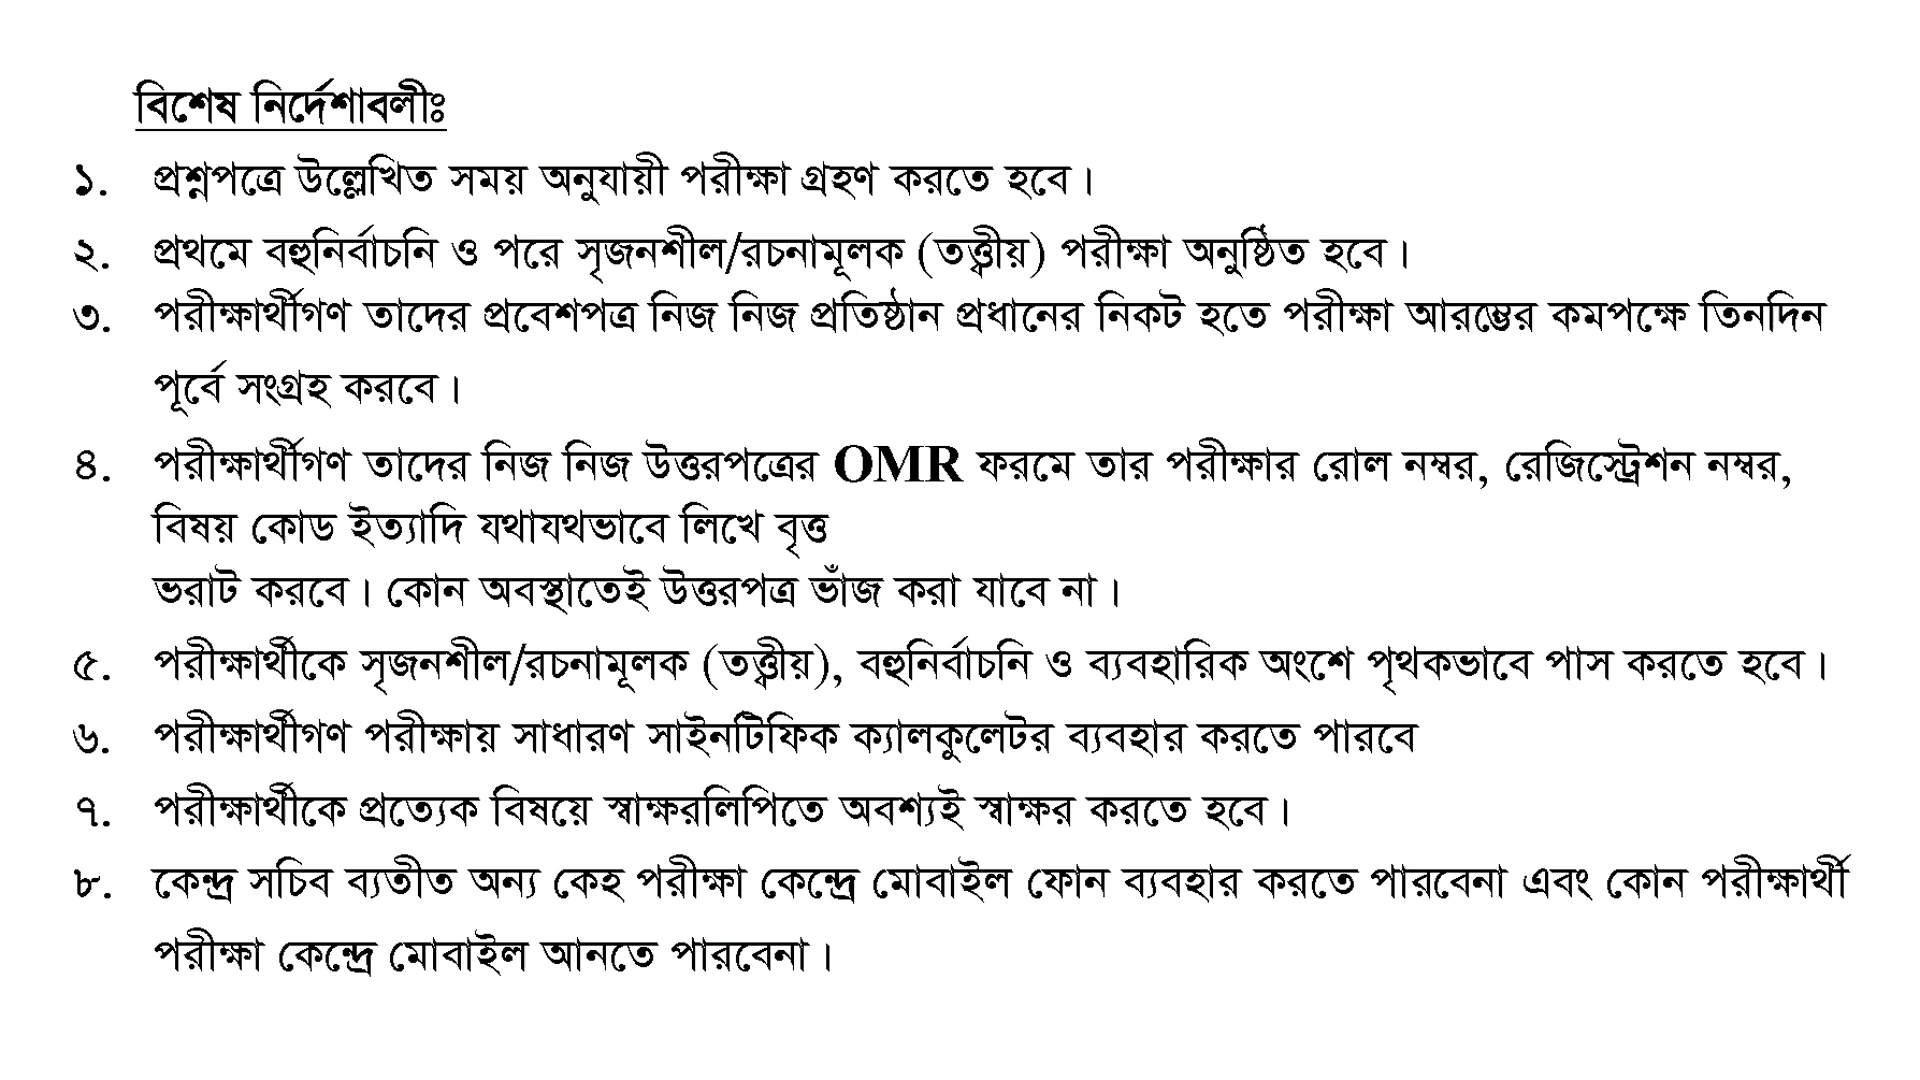 বিশেষ নির্দেশাবলীঃ
১. প্রশ্নপত্রে উল্লেখিত সময় অনুযায়ী পরীক্ষা গ্রহণ করতে হবে।
২. প্রথমে বহুনির্বাচনি ও পরে সৃজনশীল/রচনামূলক (তত্ত্বীয়) পরীক্ষা অনুষ্ঠিত হবে।
৩. পরীক্ষার্থীগণ তাদের প্রবেশপত্র নিজ নিজ প্রতিষ্ঠান প্রধানের নিকট হতে পরীক্ষা আরম্ভের কমপক্ষে তিনদিন
পূর্বে সংগ্রহ করবে।
৪. পরীক্ষার্থীগণ তাদের নিজ নিজ উত্তরপত্রের OMR ফরমে তার পরীক্ষার রোল নম্বর, রেজিস্ট্রেশন নম্বর,
বিষয় কোড ইত্যাদি যথাযথভাবে লিখে বৃত্ত
ভরাট করবে। কোন অবস্থাতেই উত্তরপত্র ভাঁজ করা যাবে না।
৫. পরীক্ষার্থীকে সৃজনশীল/রচনামূলক (তত্ত্বীয়), বহুনির্বাচনি ও ব্যবহারিক অংশে পৃথকভাবে পাস করতে হবে।
৬. পরীক্ষার্থীগণ পরীক্ষায় সাধারণ সাইনটিফিক ক্যালকুলেটর ব্যবহার করতে পারবে
৭. পরীক্ষার্থীকে প্রত্যেক বিষয়ে স্বাক্ষরলিপিতে অবশ্যই স্বাক্ষর করতে হবে।
৮. কেন্দ্র সচিব ব্যতীত অন্য কেহ পরীক্ষা কেন্দ্রে মোবাইল ফোন ব্যবহার করতে পারবেনা এবং কোন পরীক্ষার্থী
পরীক্ষা কেন্দ্রে মোবাইল আনতে পারবেনা।